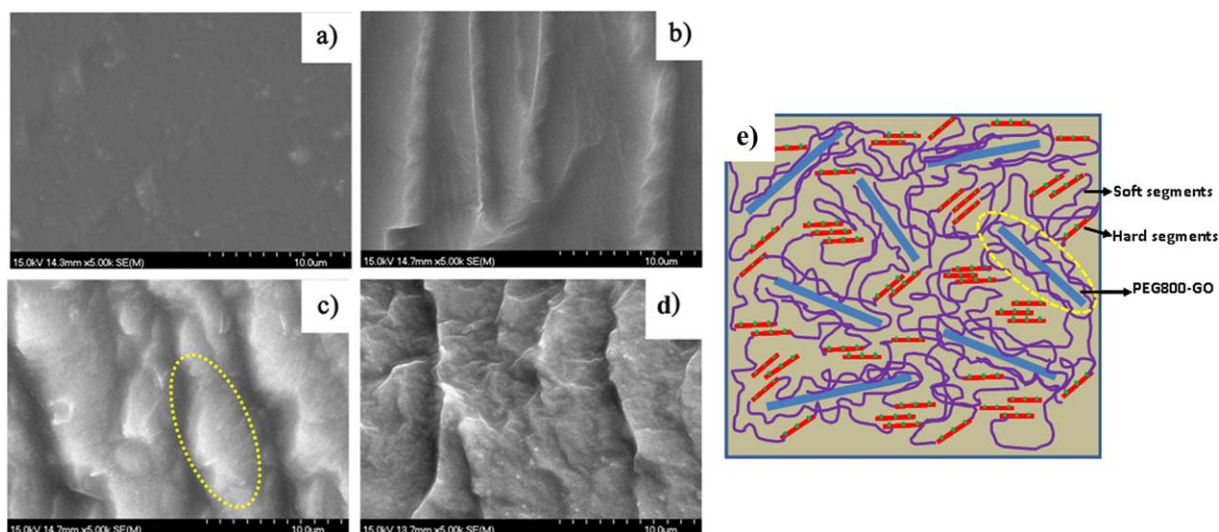 a)
15.0kV 14.3mm x5.00k SE(M)
10.0um
b)
15.0kV 14.7mm x5.00k SE(M)
10.0um
c)
15.0kV 14.7mm x5.00k SE(M)
10.0um
d)
15.0kV 13.7mm x5.00k SE(M)
10.0um
e)
Soft segments
Hard segments
PEG800-GO